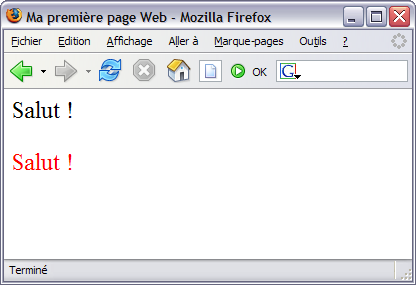 Ma première page Web - Mozilla Firefox
Fichier Edition Affichage Aller à Marque-pages Outils ?
OK G
Salut !
Salut !
Terminé